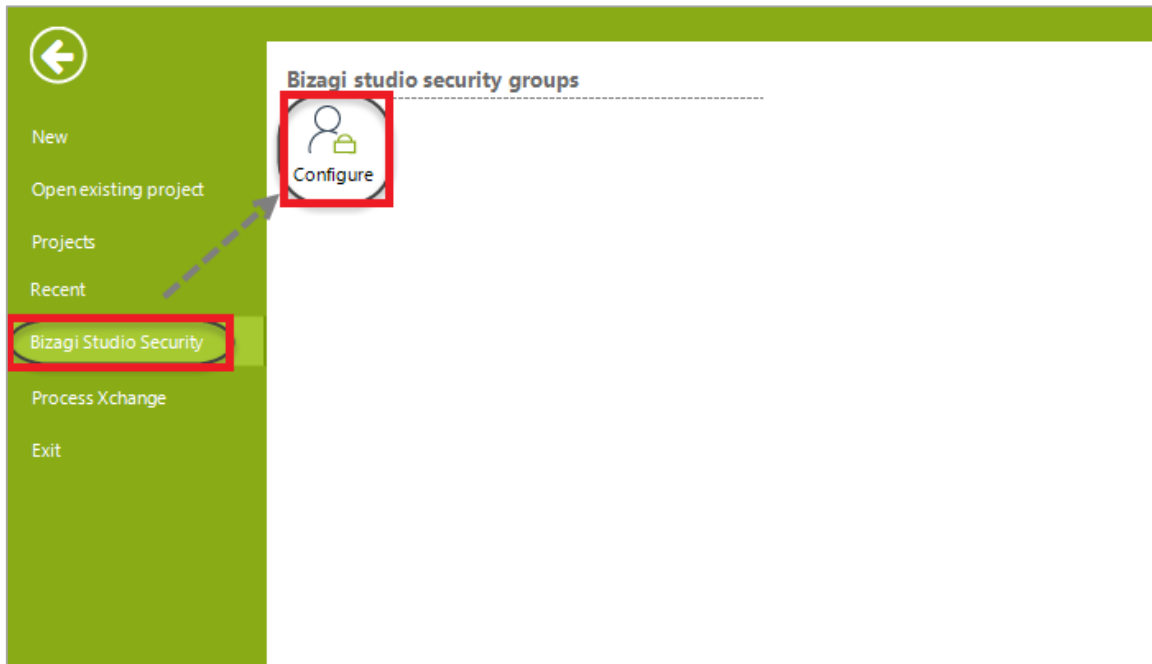 Bizagi studio security groups
Configure
New
Open existing project
Projects
Recent
Bizagi Studio Security
Process Xchange
Exit